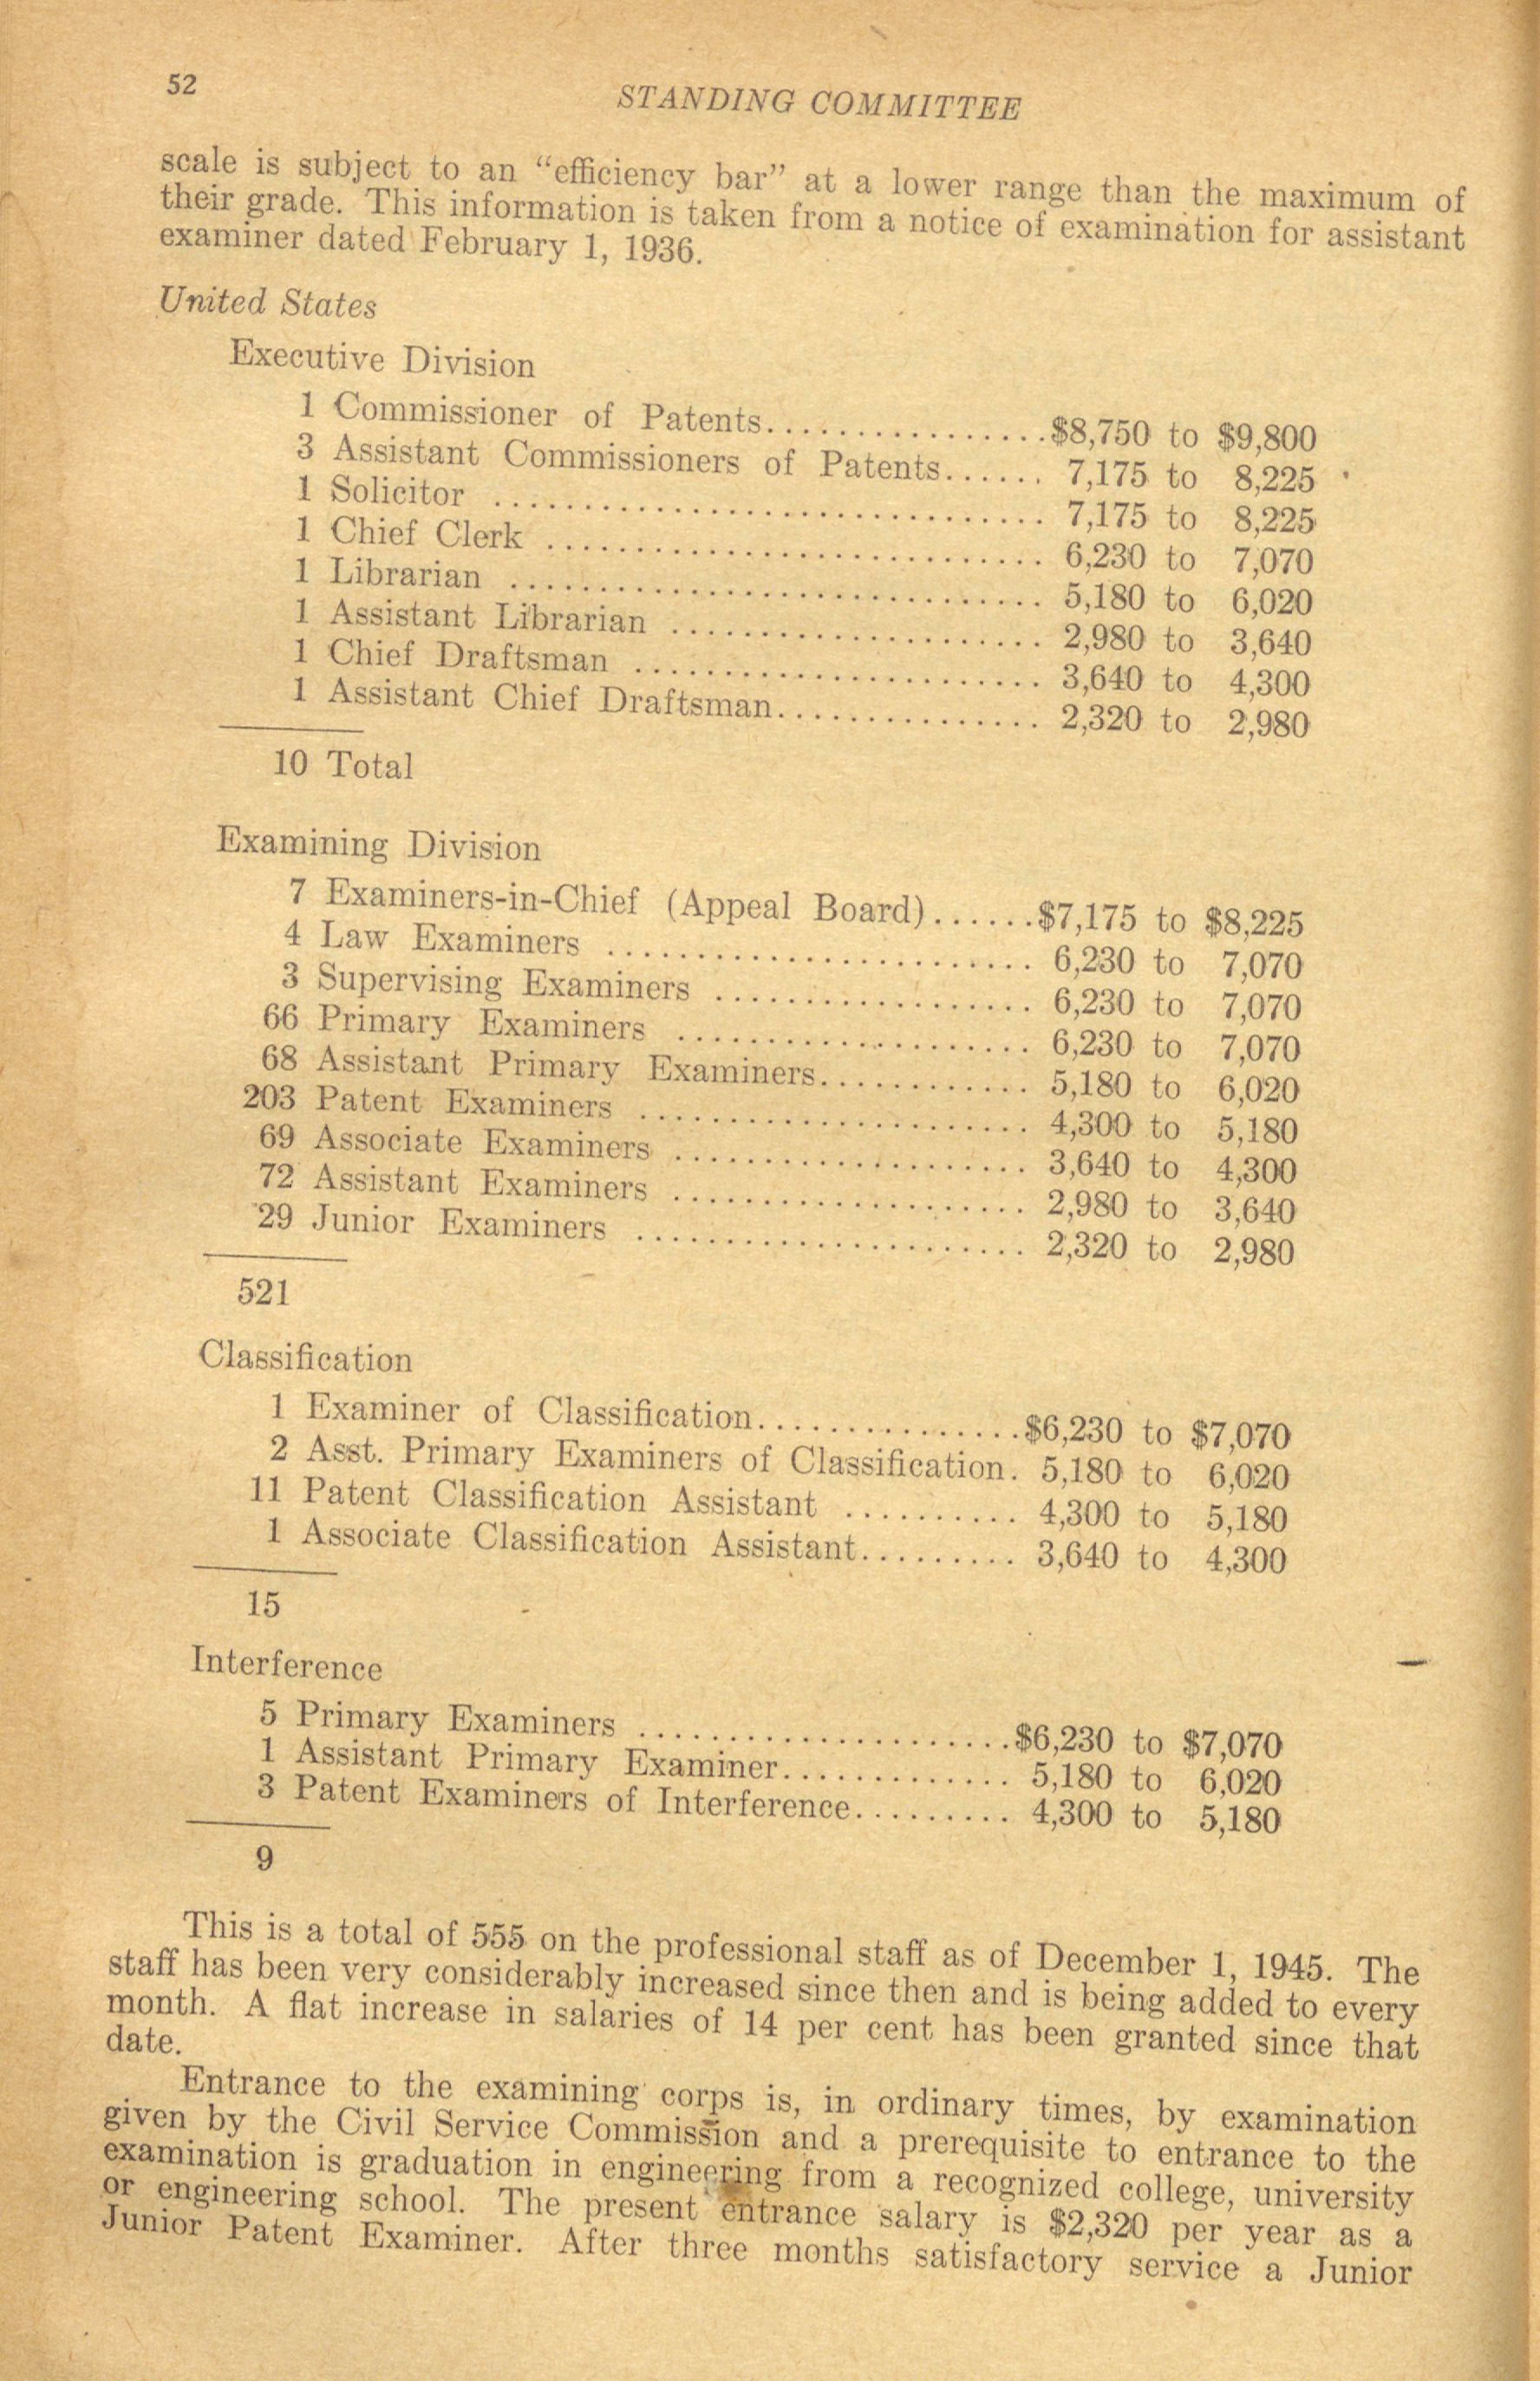 52
STANDING COMMITTEE
scale is subject to an “efficiency bar” at a lower range than the maximum of
their grade. This information is taken from a notice of examination for assistant
examiner dated February 1, 1936.
United States
Executive Division
1 Commissioner of Patents................$8,750 to $9,800
3 Assistant Commissioners of Patents...... 7,175 to 8,225
1 Solicitor ............................... 7,175 to 8,225
1 Chief Clerk ............................ 6,230 to 7,070
1 Librarian .............................. 5,180 to 6,020
1 Assistant Librarian ..................... 2,980 to 3,640
1 Chief Draftsman ....................... 3,640 to 4,300
1 Assistant Chief Draftsman............... 2,320 to 2,980
10 Total
Examining Division
7 Examiners-in-Chief (Appeal Board)......$7,175 to $8,225
4 Law Examiners ........................ 6,230 to 7,070
3 Supervising Examiners .................. 6,230 to 7,070
66 Primary Examiners .................... 6,230 to 7,070
68 Assistant Primary Examiners............ 5,180 to 6,020
203 Patent Examiners ...................... 4,300 to 5,180
69 Associate Examiners .................... 3,640 to 4,300
72 Assistant Examiners .................... 2,980 to 3,640
29 Junior Examiners ...................... 2,320 to 2,980
521
Classification
1 Examiner of Classification...............$6,230 to $7,070
2 Asst. Primary Examiners of Classification. 5,180 to 6,020
11 Patent Classification Assistant .......... 4,300 to 5,180
1 Associate Classification Assistant......... 3,640 to 4,300
15
Interference
5 Primary Examiners .....................$6,230 to $7,070
1 Assistant Primary Examiner............. 5,180 to 6,020
3 Patent Examiners of Interference......... 4,300 to 5,180
9
This is a total of 555 on the professional staff as of December 1, 1945. The
staff has been very considerably increased since then and is being added to every
month. A flat increase in salaries of 14 per cent has been granted since that
date.
Entrance to the examining corps is, in ordinary times, by examination
given by the Civil Service Commission and a prerequisite to entrance to the
examination is graduation in engineering from a recognized college, university
or engineering school. The present entrance salary is $2,320 per year as a
Junior Patent Examiner. After three months satisfactory service a Junior